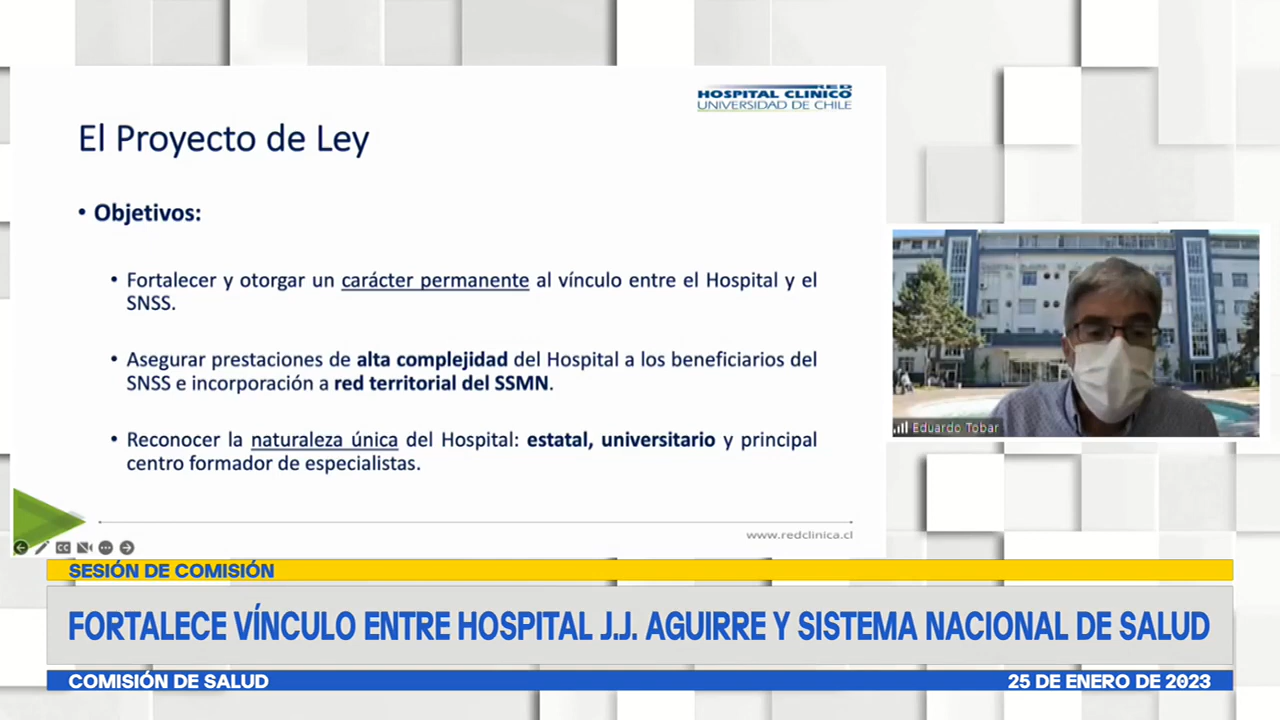 RED
HOSPITAL CLÍNICO
UNIVERSIDAD DE CHILE
El Proyecto de Ley
• Objetivos:
• Fortalecer y otorgar un carácter permanente al vínculo entre el Hospital y el
SNSS.
• Asegurar prestaciones de alta complejidad del Hospital a los beneficiarios del
SNSS e incorporación a red territorial del SSMN.
• Reconocer la naturaleza única del Hospital: estatal, universitario y principal
centro formador de especialistas.
www.redclinica.cl
CC
Eduardo Tobar
SESIÓN DE COMISIÓN
FORTALECE VÍNCULO ENTRE HOSPITAL J.J. AGUIRRE Y SISTEMA NACIONAL DE SALUD
COMISIÓN DE SALUD
25 DE ENERO DE 2023